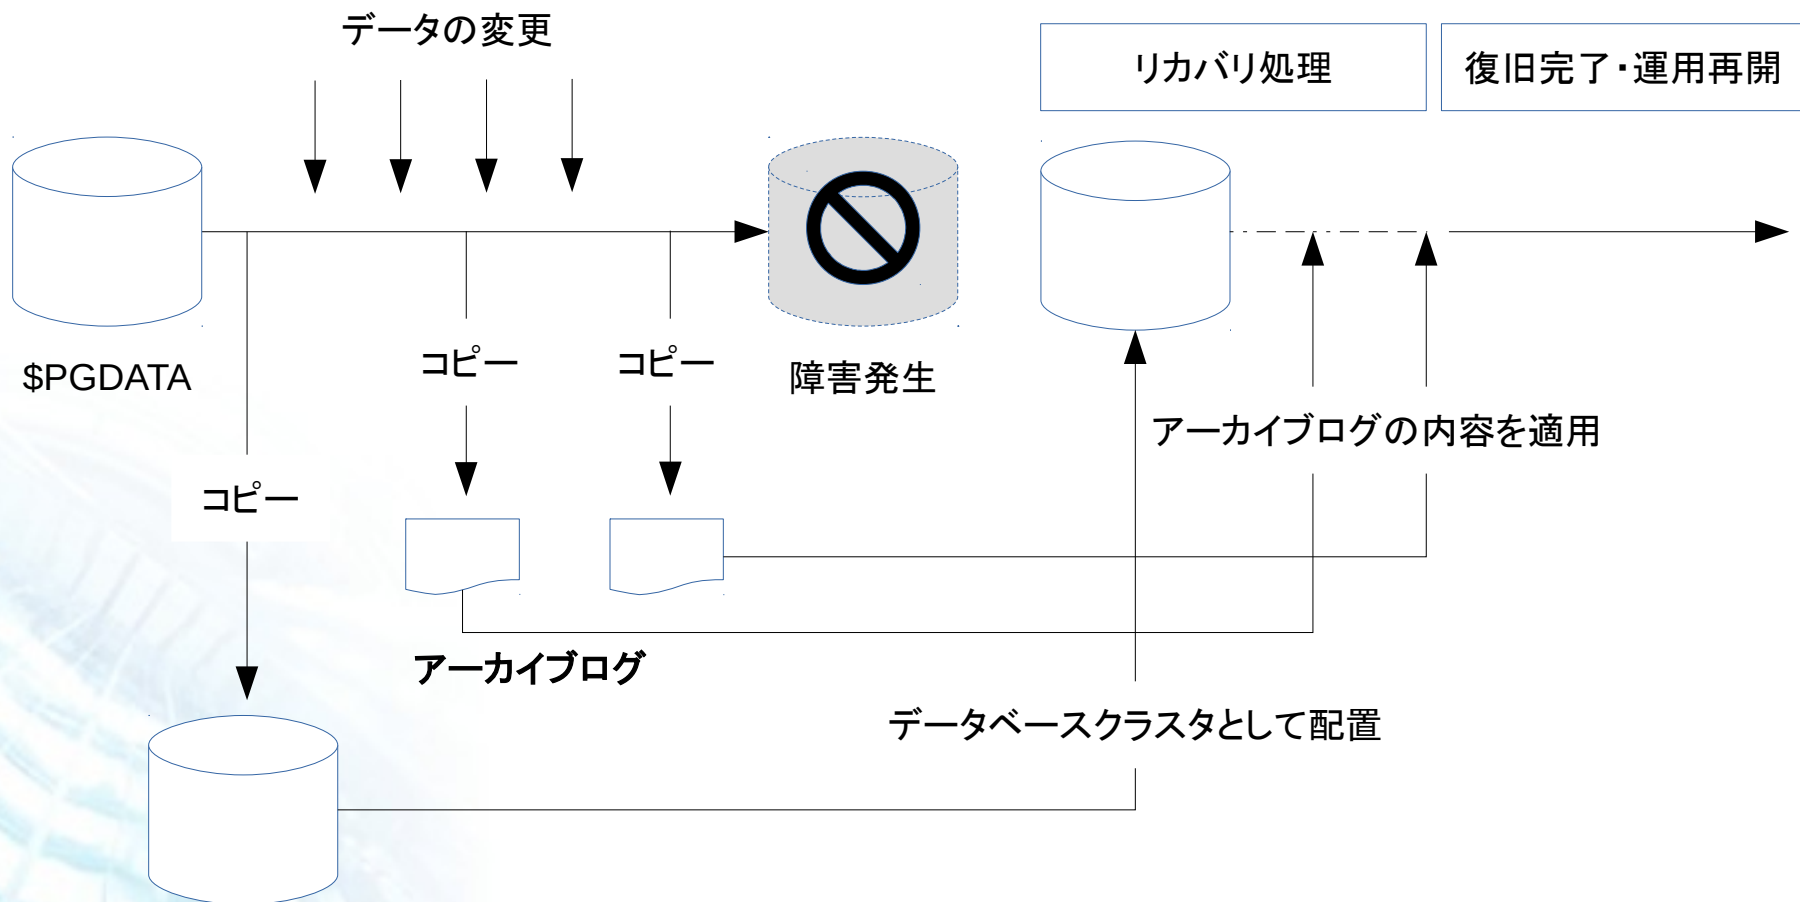 データの変更
リカバリ処理
復旧完了・運用再開
$PGDATA
コピー
コピー
障害発生
アーカイブログの内容を適用
コピー
アーカイブログ
データベースクラスタとして配置